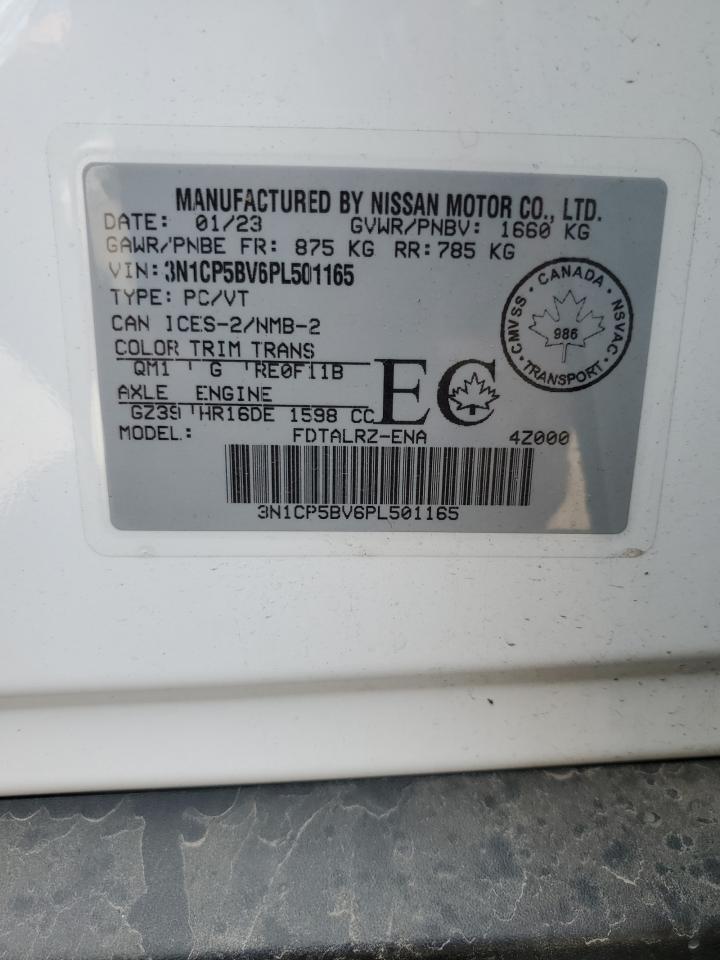 MANUFACTURED BY NISSAN MOTOR CO., LTD.
DATE: 01/23 GVWR/PNBV: 1660 KG
GAWR/PNBE FR: 875 KG RR: 785 KG
VIN: 3N1CP5BV6PL501165
TYPE: PC/VT
CAN ICES-2/NMB-2
COLOR TRIM TRANS
QM1 G RE0F11B
AXLE ENGINE
GZ39 HR16DE 1598 CC
MODEL: FDTALRZ-ENA 4Z000
3N1CP5BV6PL501165
EC
CANADA
CMVSS
986
NSVAC
TRANSPORT